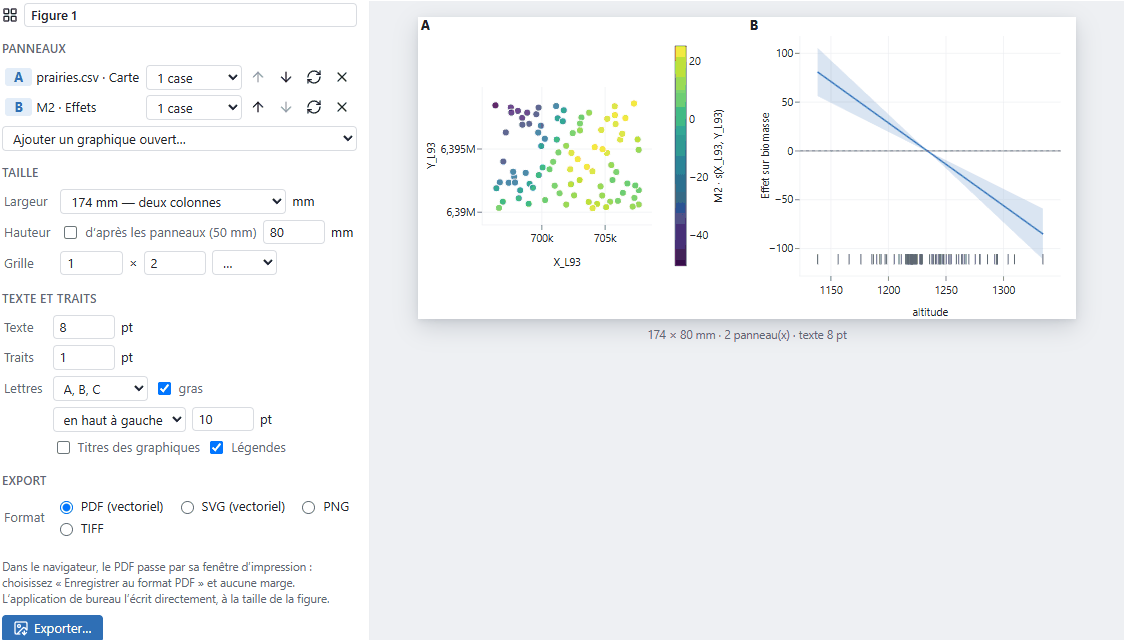 Figure 1
PANNEAUX
A prairies.csv · Carte 1 case
B M2 · Effets 1 case
Ajouter un graphique ouvert...
TAILLE
Largeur 174 mm — deux colonnes mm
Hauteur d'après les panneaux (50 mm) 80 mm
Grille 1 × 2 ...
TEXTE ET TRAITS
Texte 8 pt
Traits 1 pt
Lettres A, B, C gras
en haut à gauche 10 pt
Titres des graphiques Légendes
EXPORT
Format PDF (vectoriel) SVG (vectoriel) PNG
TIFF
Dans le navigateur, le PDF passe par sa fenêtre d'impression :
choisissez « Enregistrer au format PDF » et aucune marge.
L'application de bureau l'écrit directement, à la taille de la figure.
Exporter...
A
Y_L93
6,395M
6,39M
700k 705k
X_L93
20
0
−20
−40
M2 · s(X_L93, Y_L93)
B
Effet sur biomasse
100
50
0
−50
−100
1150 1200 1250 1300
altitude
174 × 80 mm · 2 panneau(x) · texte 8 pt